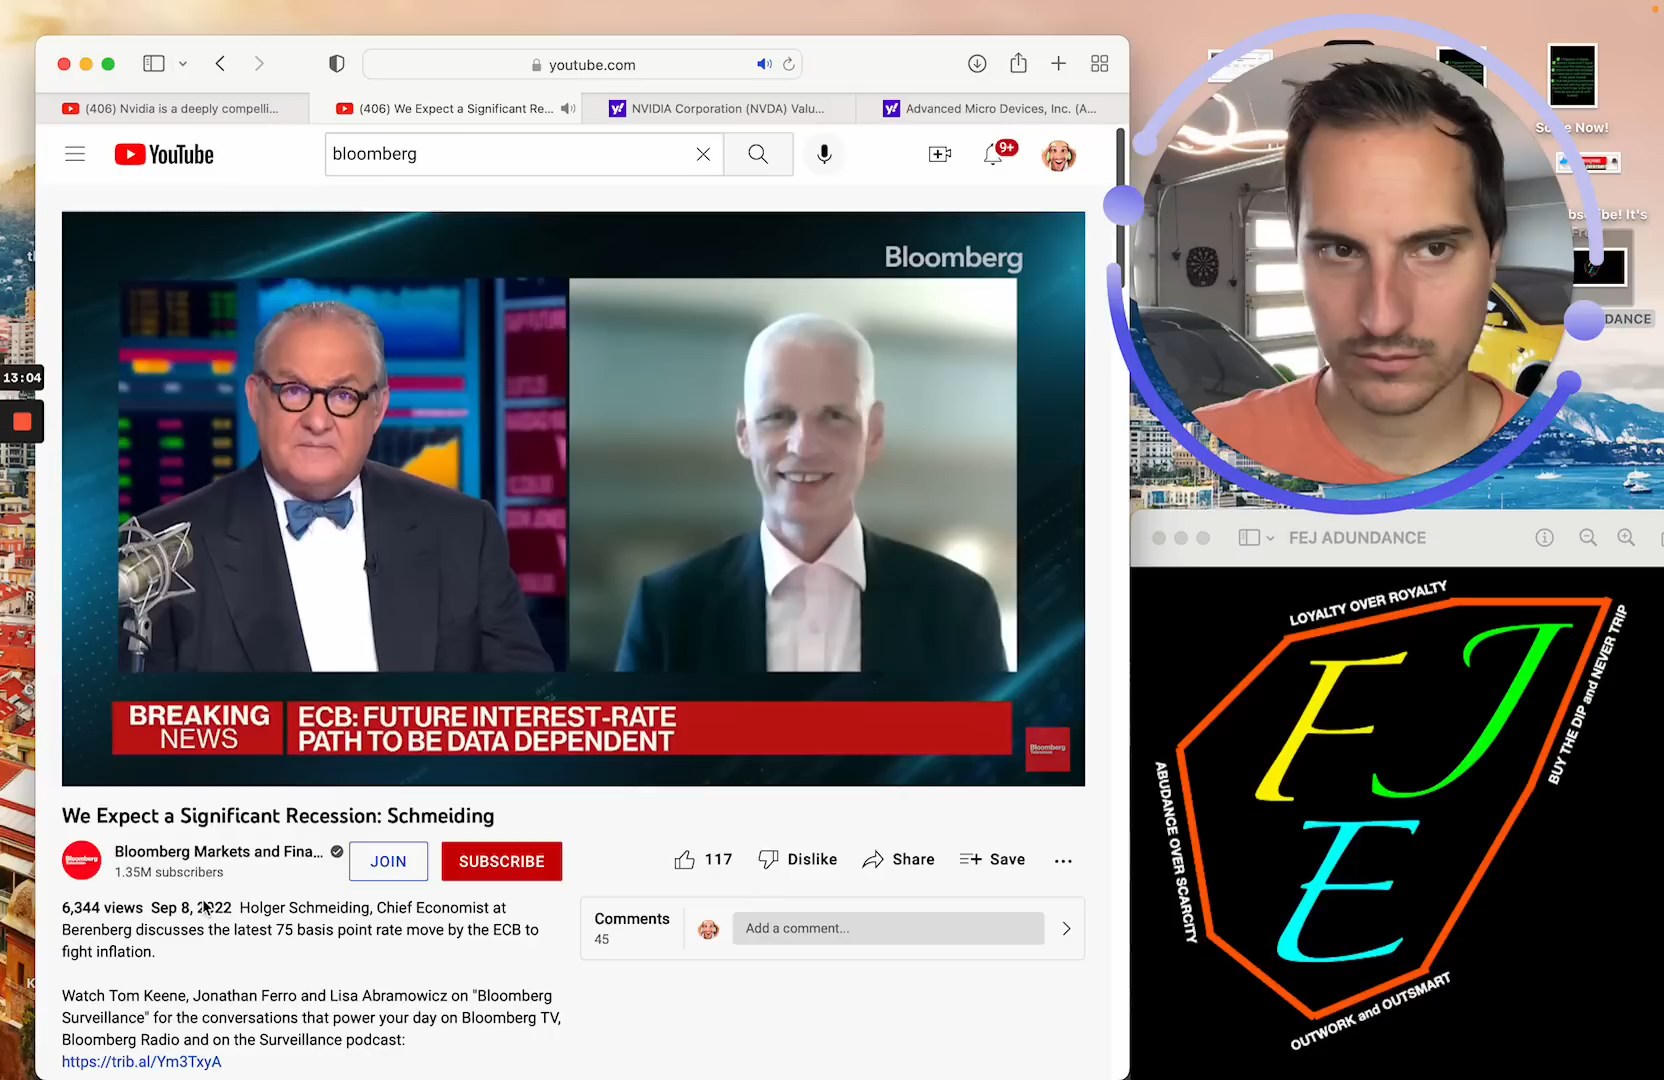 youtube.com
(406) Nvidia is a deeply compelli...
(406) We Expect a Significant Re...
NVIDIA Corporation (NVDA) Valu...
Advanced Micro Devices, Inc. (A...
YouTube
bloomberg
9+
Bloomberg
13:04
BREAKING
NEWS
ECB: FUTURE INTEREST-RATE
PATH TO BE DATA DEPENDENT
Bloomberg
We Expect a Significant Recession: Schmeiding
Bloomberg Markets and Fina...
1.35M subscribers
JOIN
SUBSCRIBE
117
Dislike
Share
Save
6,344 views Sep 8, 2022 Holger Schmeiding, Chief Economist at
Berenberg discusses the latest 75 basis point rate move by the ECB to
fight inflation.
Watch Tom Keene, Jonathan Ferro and Lisa Abramowicz on "Bloomberg
Surveillance" for the conversations that power your day on Bloomberg TV,
Bloomberg Radio and on the Surveillance podcast:
https://trib.al/Ym3TxyA
Comments
45
Add a comment...
Now!
It's
DANCE
FEJ ADUNDANCE
LOYALTY OVER ROYALTY
BUY THE DIP and NEVER TRIP
ABUDANCE OVER SCARCITY
OUTWORK and OUTSMART
F J
E